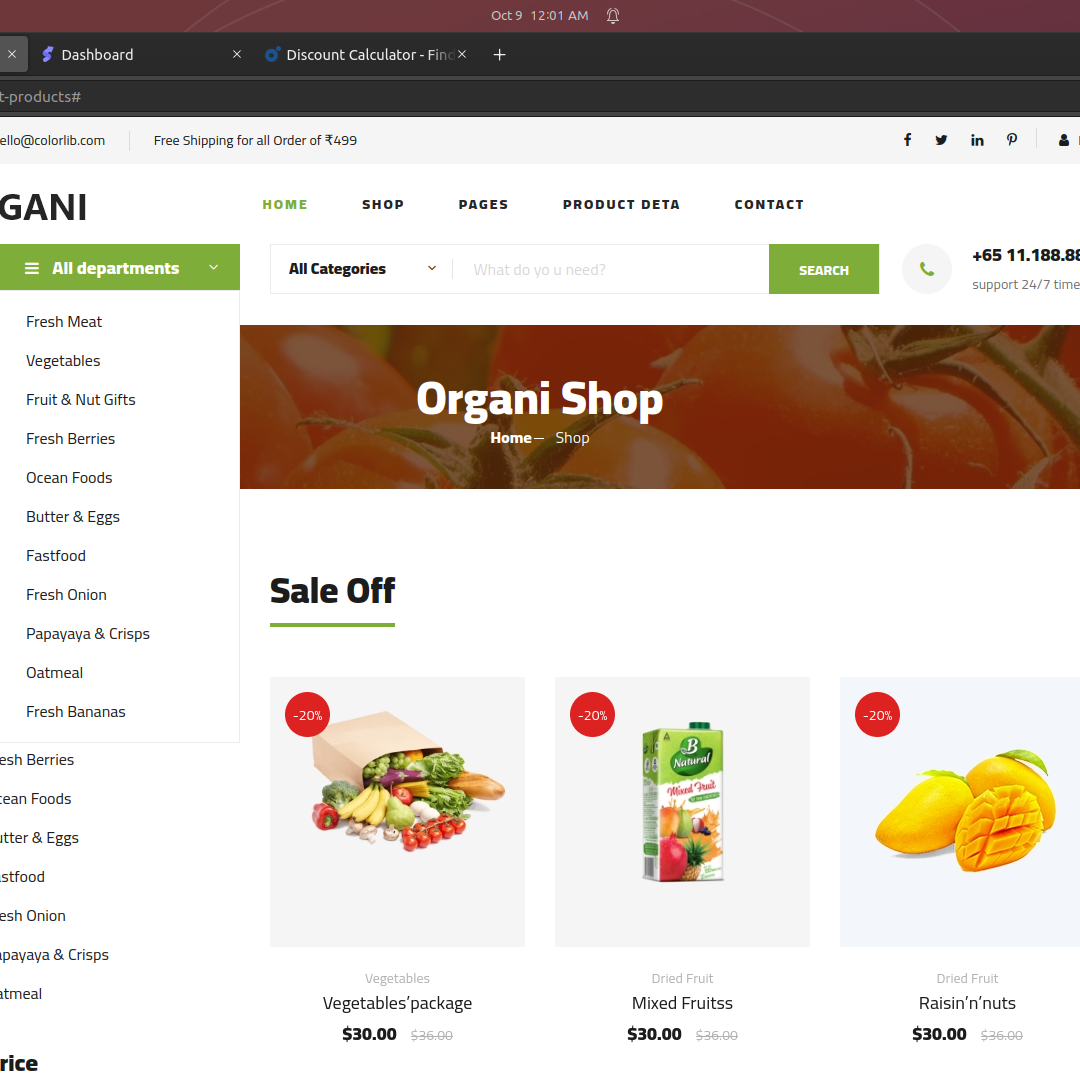 Oct 9 12:01 AM
Dashboard
Discount Calculator - Find
t-products#
ello@colorlib.com
Free Shipping for all Order of ₹499
GANI
HOME SHOP PAGES PRODUCT DETA CONTACT
All departments
All Categories
What do yo u need?
SEARCH
+65 11.188.88
support 24/7 time
Fresh Meat
Vegetables
Fruit & Nut Gifts
Fresh Berries
Ocean Foods
Butter & Eggs
Fastfood
Fresh Onion
Papayaya & Crisps
Oatmeal
Fresh Bananas
esh Berries
cean Foods
utter & Eggs
astfood
esh Onion
apayaya & Crisps
atmeal
rice
Organi Shop
Home — Shop
Sale Off
-20%
Vegetables
Vegetables’package
$30.00 $36.00
-20%
B
Natural
Mixed Fruit
Dried Fruit
Mixed Fruitss
$30.00 $36.00
-20%
Dried Fruit
Raisin’n’nuts
$30.00 $36.00